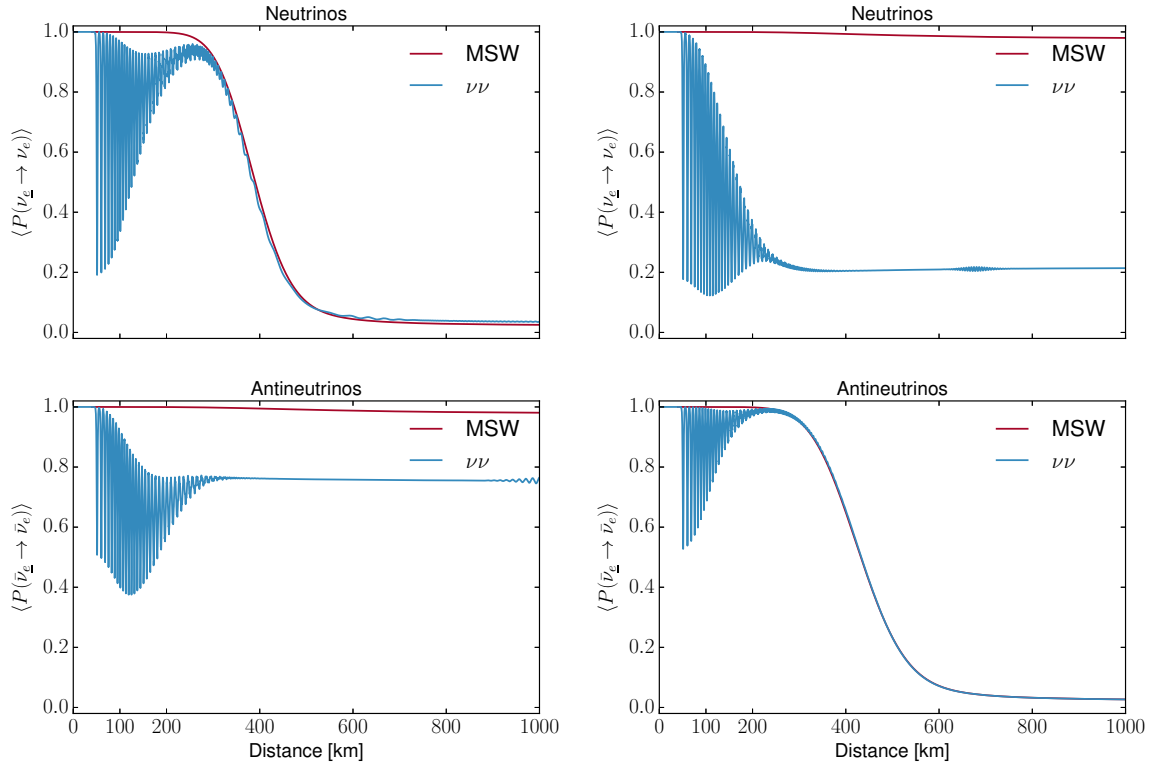 Neutrinos
1.0
0.8
0.6
0.4
0.2
0.0
⟨P(ν_e → ν_e)⟩
MSW
νν
Neutrinos
1.0
0.8
0.6
0.4
0.2
0.0
⟨P(ν_e → ν_e)⟩
MSW
νν
Antineutrinos
1.0
0.8
0.6
0.4
0.2
0.0
⟨P(ν̄_e → ν̄_e)⟩
MSW
νν
0 100 200 400 600 800 1000
Distance [km]
Antineutrinos
1.0
0.8
0.6
0.4
0.2
0.0
⟨P(ν̄_e → ν̄_e)⟩
MSW
νν
0 100 200 400 600 800 1000
Distance [km]